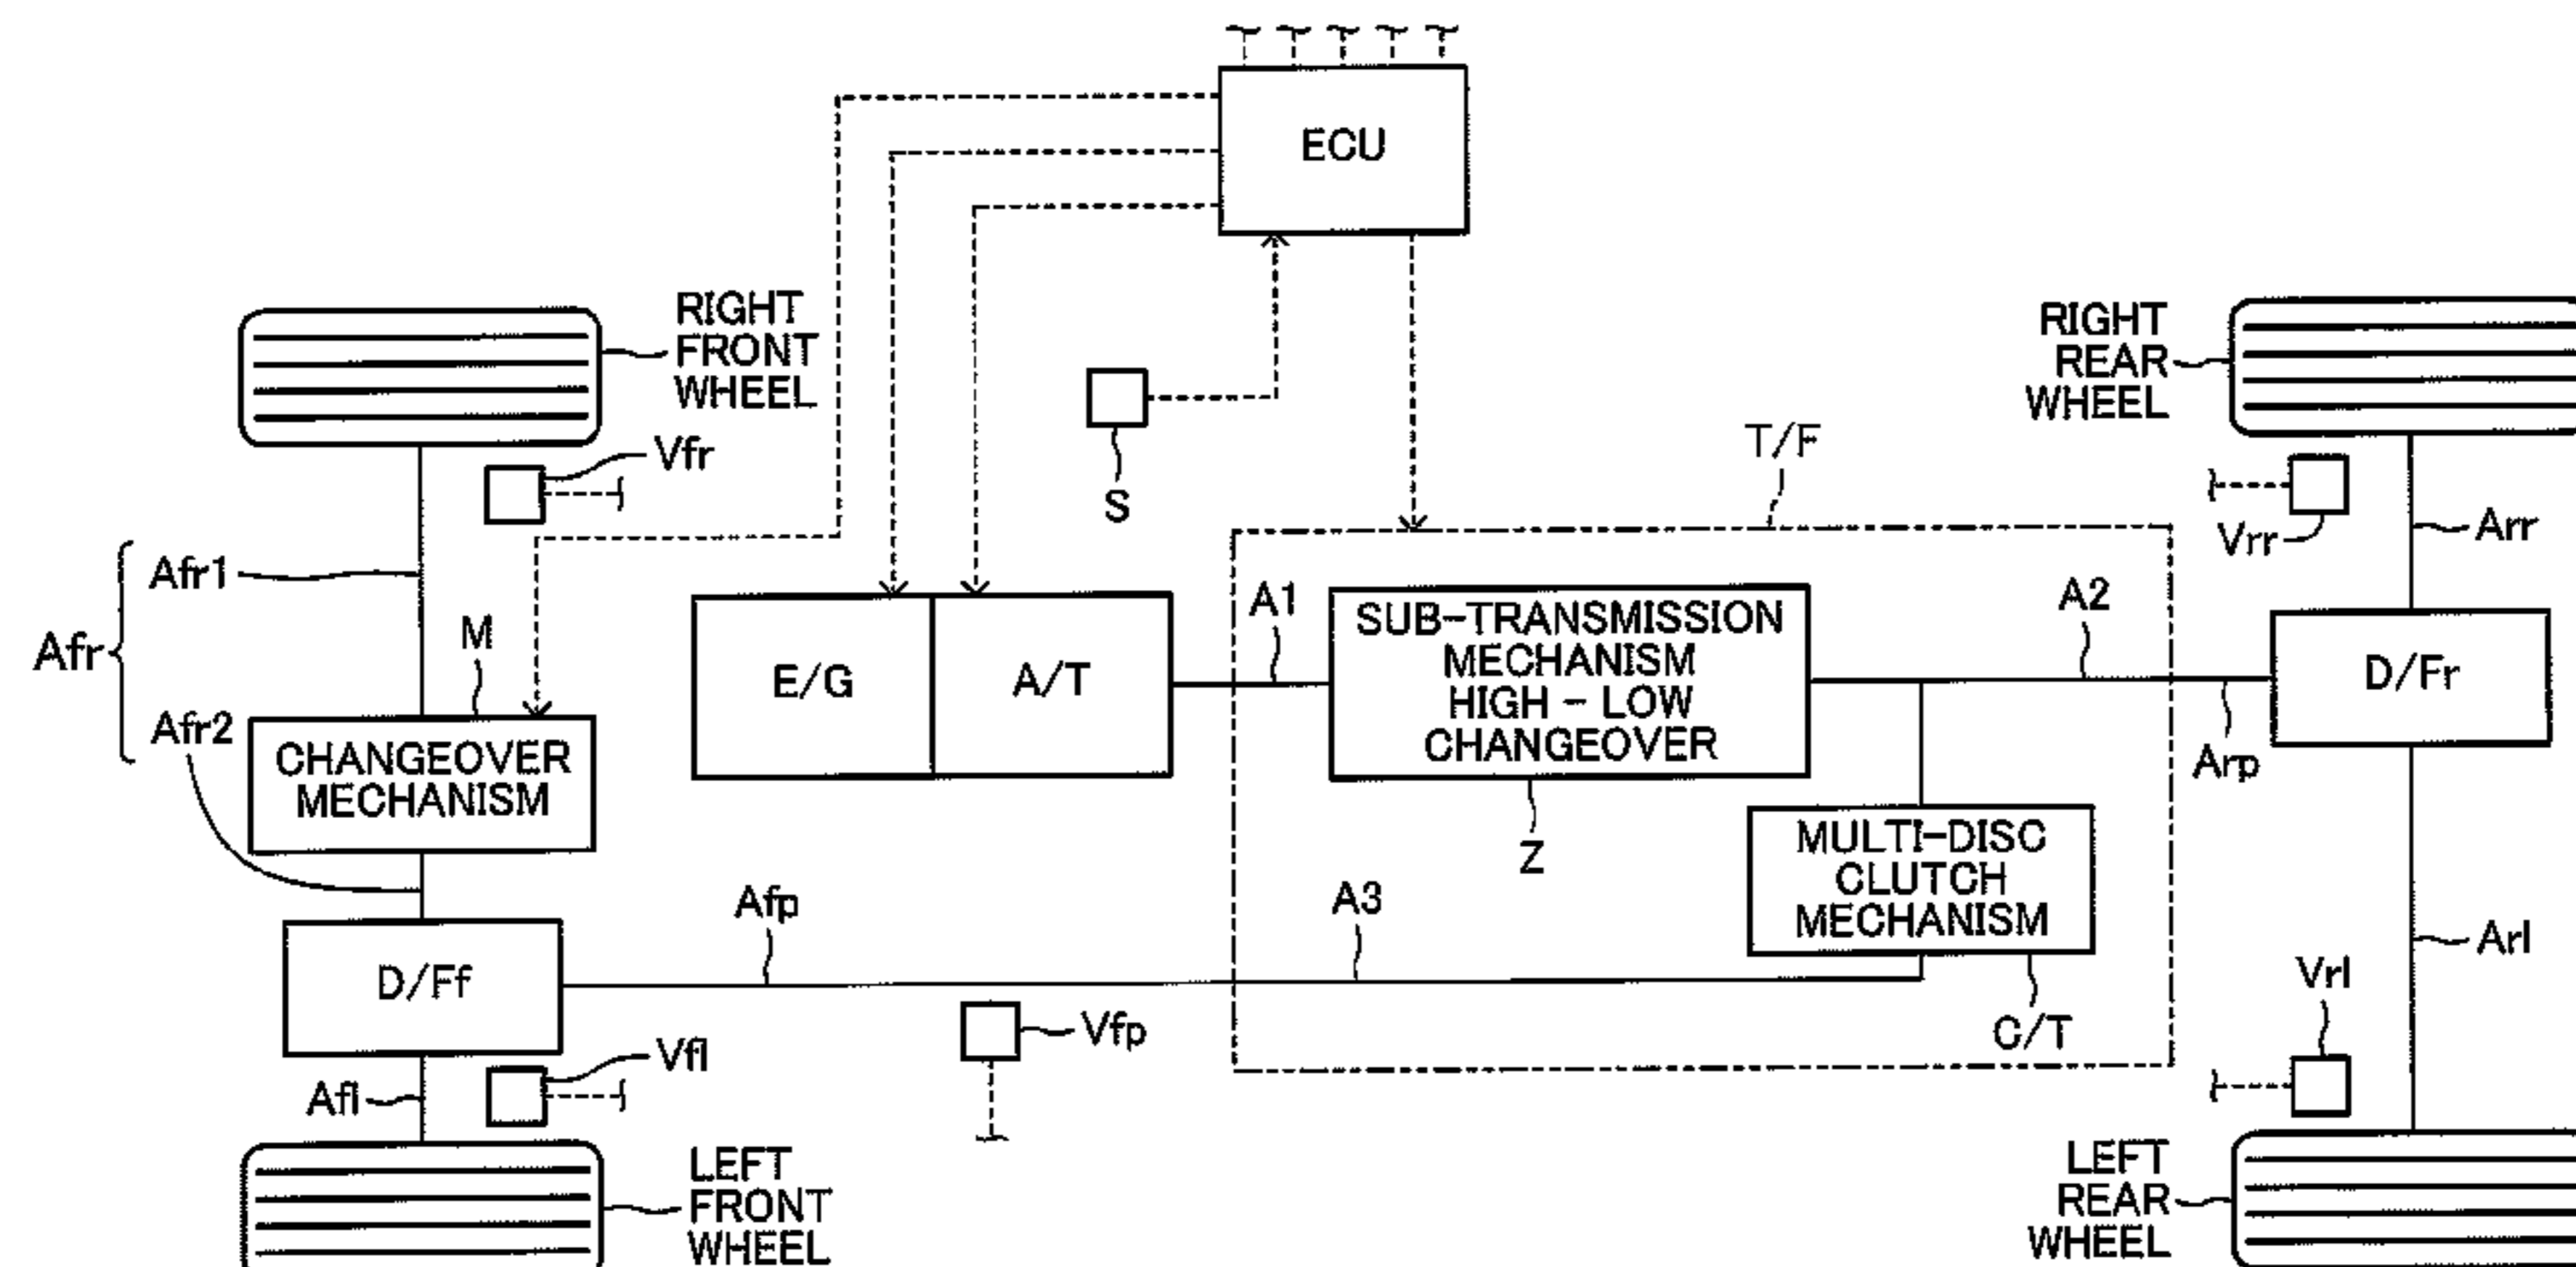 ECU
RIGHT
FRONT
WHEEL
RIGHT
REAR
WHEEL
T/F
Vfr
S
Vrr
Arr
Afr1
Afr
M
Afr2
CHANGEOVER
MECHANISM
E/G
A/T
A1
SUB-TRANSMISSION
MECHANISM
HIGH - LOW
CHANGEOVER
Z
A2
Arp
D/Fr
MULTI-DISC
CLUTCH
MECHANISM
C/T
Afp
A3
D/Ff
Vfp
Vfl
Afl
Arl
Vrl
LEFT
FRONT
WHEEL
LEFT
REAR
WHEEL